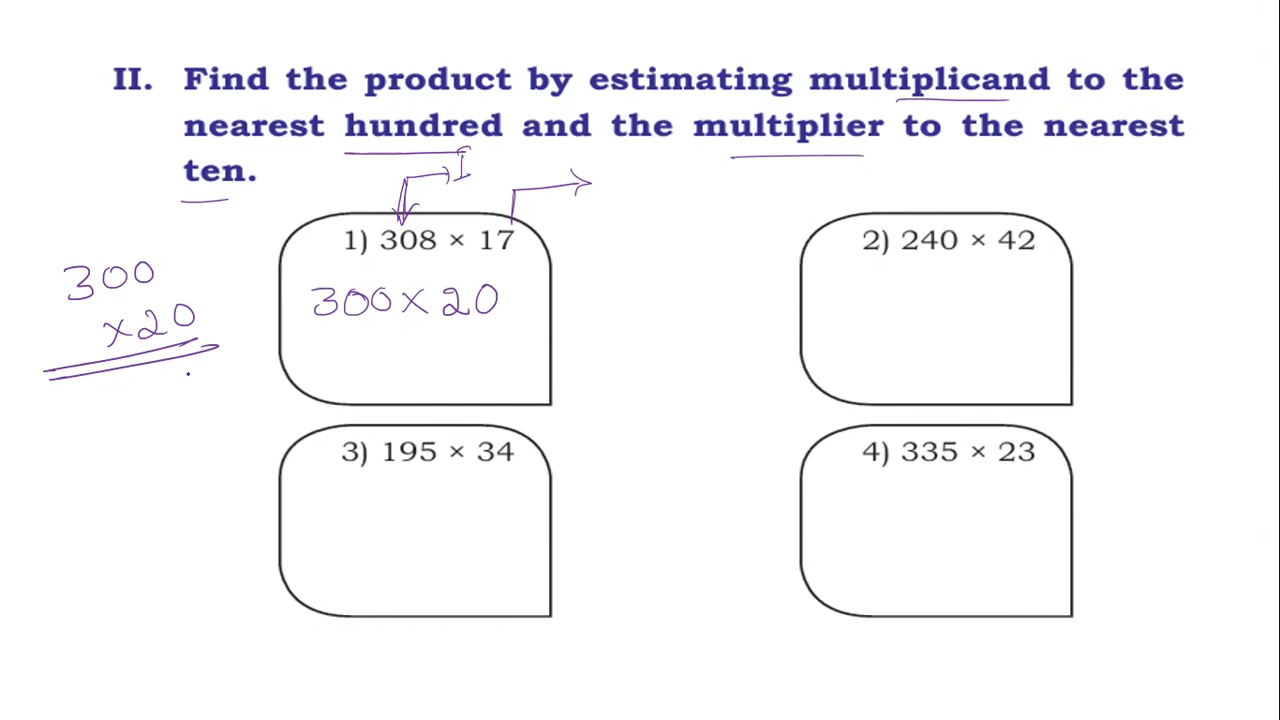 II. Find the product by estimating multiplicand to the
nearest hundred and the multiplier to the nearest
ten.
1) 308 × 17
300 × 20
300
× 20
2) 240 × 42
3) 195 × 34
4) 335 × 23